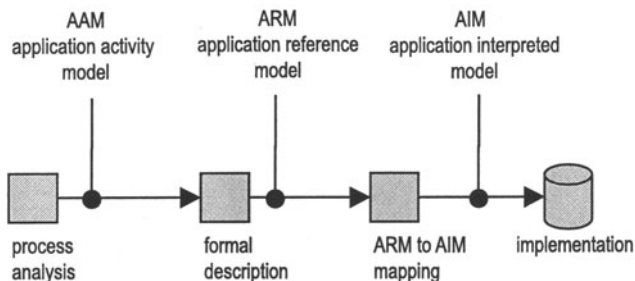 AAM
application activity
model
ARM
application reference
model
AIM
application interpreted
model
process
analysis
formal
description
ARM to AIM
mapping
implementation